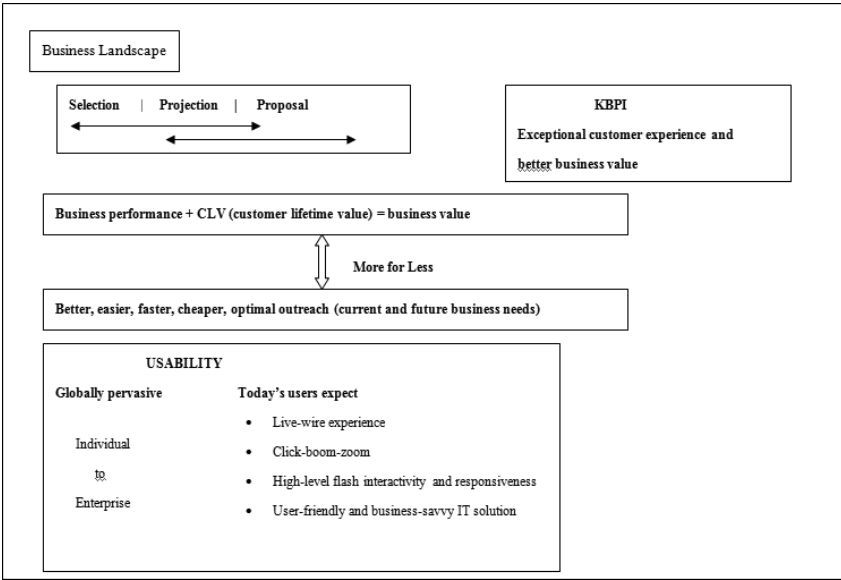 Business Landscape
Selection | Projection | Proposal
KBPI
Exceptional customer experience and
better business value
Business performance + CLV (customer lifetime value) = business value
More for Less
Better, easier, faster, cheaper, optimal outreach (current and future business needs)
USABILITY
Globally pervasive
Individual
to
Enterprise
Today's users expect
• Live-wire experience
• Click-boom-zoom
• High-level flash interactivity and responsiveness
• User-friendly and business-savvy IT solution